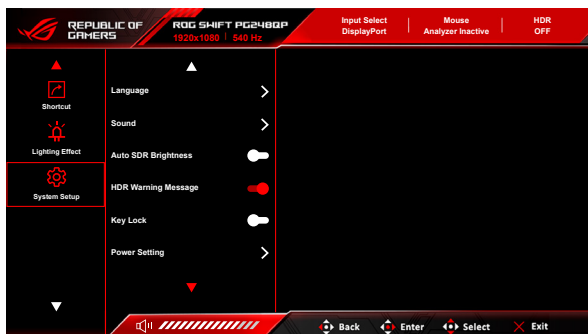 REPUBLIC OF
GAMERS
ROG SWIFT PG248QP
1920x1080 | 540 Hz
Input Select
DisplayPort
Mouse
Analyzer Inactive
HDR
OFF
Shortcut
Lighting Effect
System Setup
Language
Sound
Auto SDR Brightness
HDR Warning Message
Key Lock
Power Setting
Back
Enter
Select
Exit